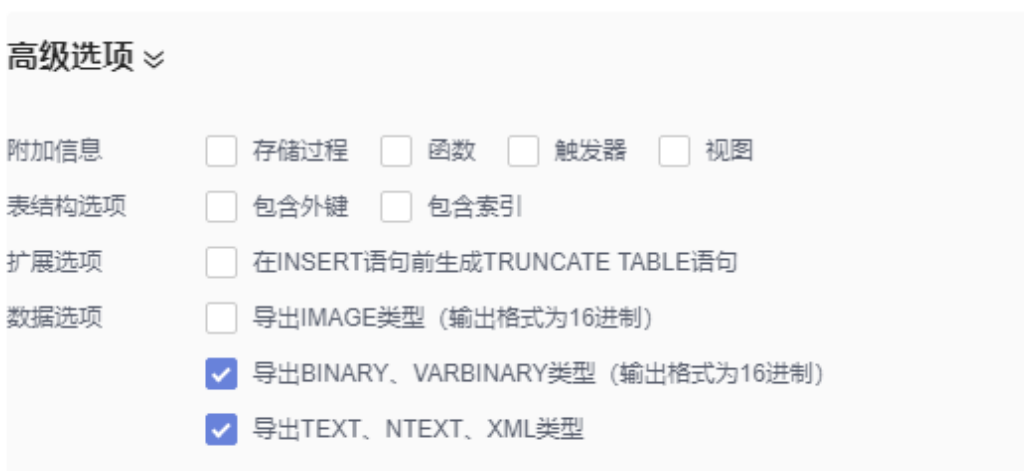 高级选项
附加信息 存储过程 函数 触发器 视图
表结构选项 包含外键 包含索引
扩展选项 在INSERT语句前生成TRUNCATE TABLE语句
数据选项 导出IMAGE类型（输出格式为16进制）
导出BINARY、VARBINARY类型（输出格式为16进制）
导出TEXT、NTEXT、XML类型